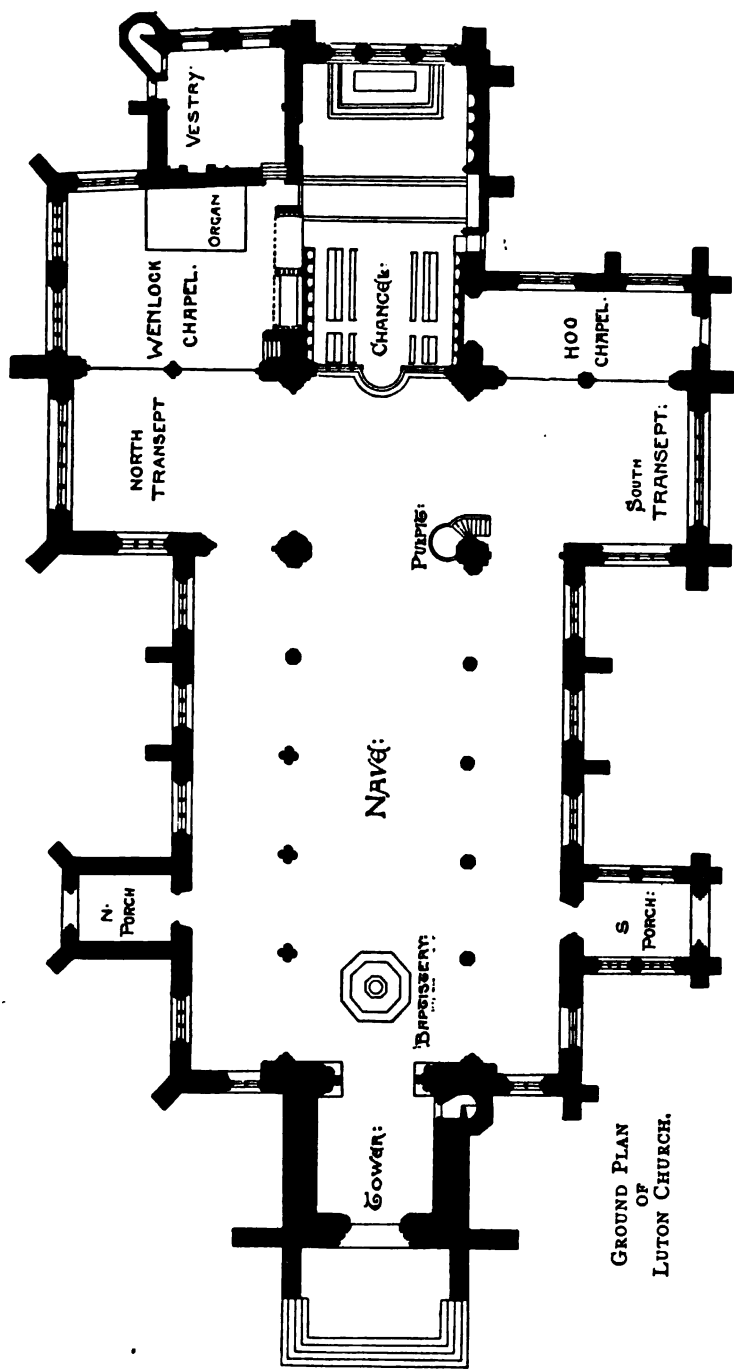 VESTRY.
ORGAN
WENLOCK
CHAPEL.
CHANCEL:
HOO
CHAPEL.
NORTH
TRANSEPT
SOUTH
TRANSEPT:
PULPIT:
NAVE:
N.
PORCH
S
PORCH:
BAPTISTERY:
TOWER:
GROUND PLAN
OF
LUTON CHURCH.